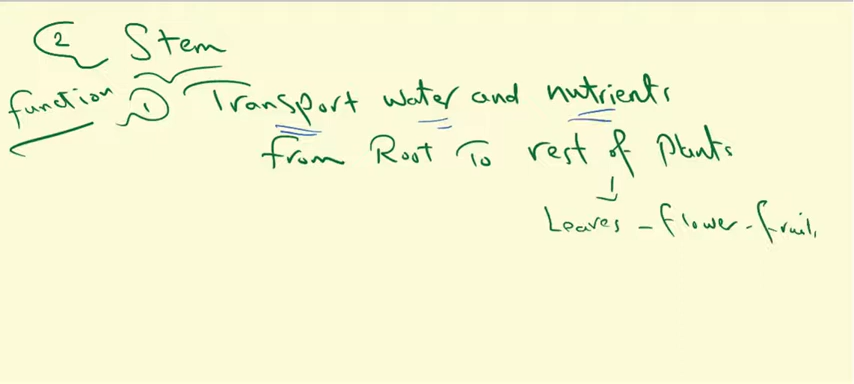 2 Stem
function 1 Transport water and nutrients
from Root To rest of plants
Leaves - flower - fruit,